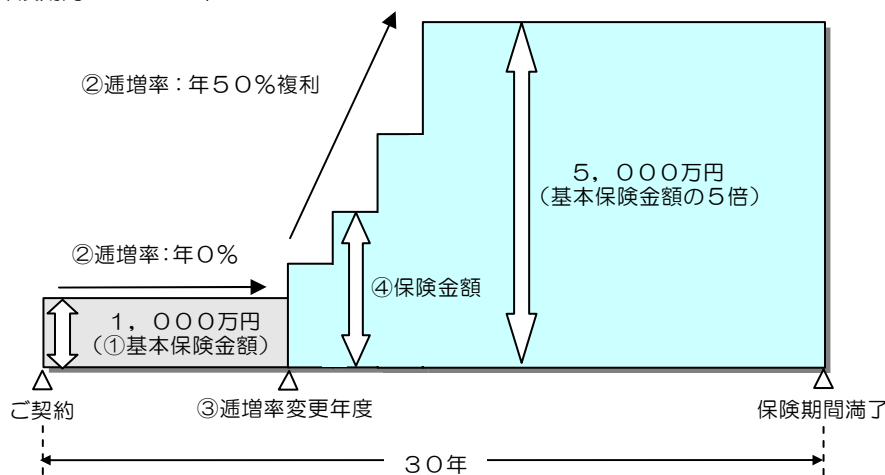 ②逓増率：年５０％複利
５，０００万円
（基本保険金額の５倍）
②逓増率：年０％
④保険金額
１，０００万円
（①基本保険金額）
ご契約
③逓増率変更年度
保険期間満了
３０年